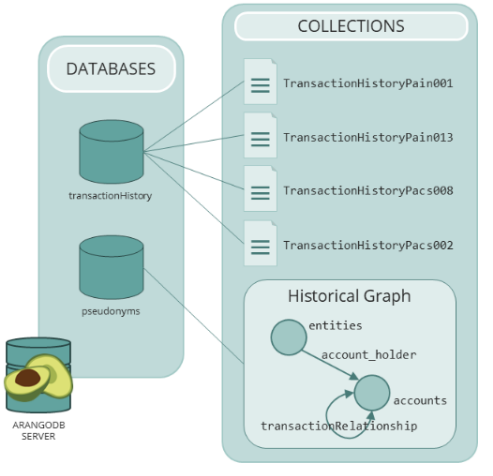 DATABASES
transactionHistory
pseudonyms
ARANGODB
SERVER
COLLECTIONS
TransactionHistoryPain001
TransactionHistoryPain013
TransactionHistoryPacs008
TransactionHistoryPacs002
Historical Graph
entities
account_holder
accounts
transactionRelationship